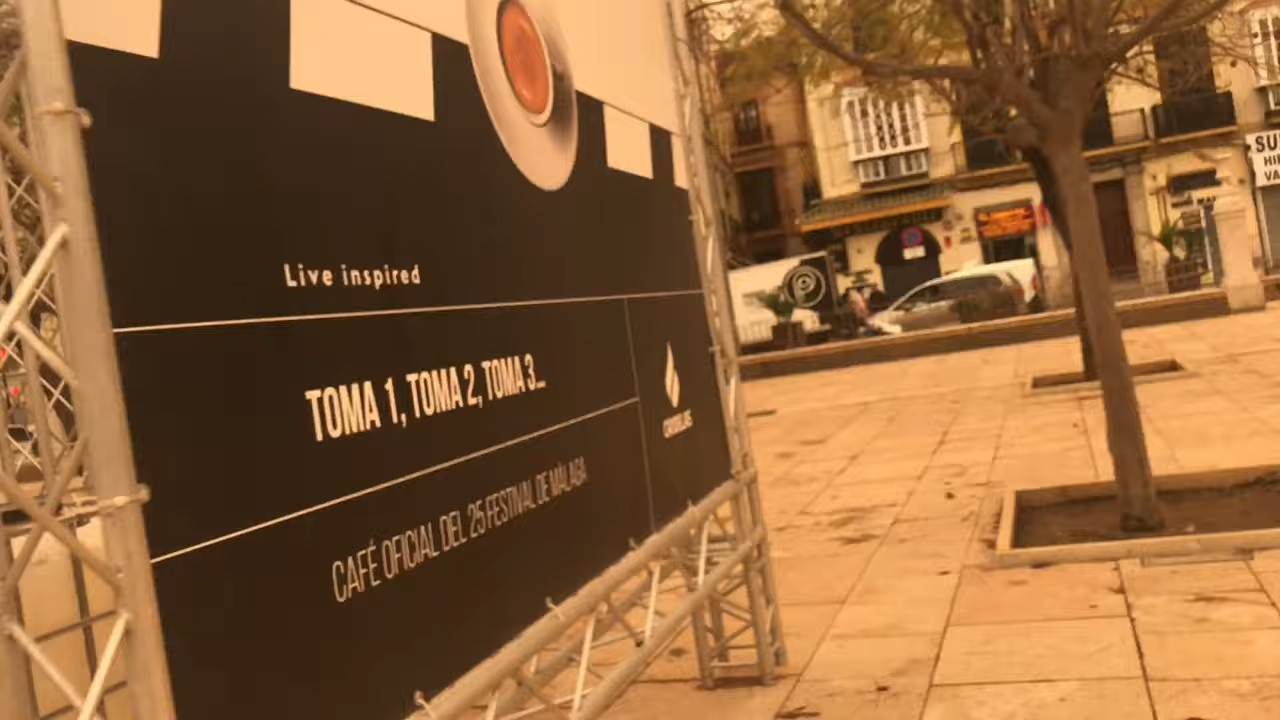 Live inspired
TOMA 1, TOMA 2, TOMA 3...
CAFÉ OFICIAL DEL 25 FESTIVAL DE MÁLAGA